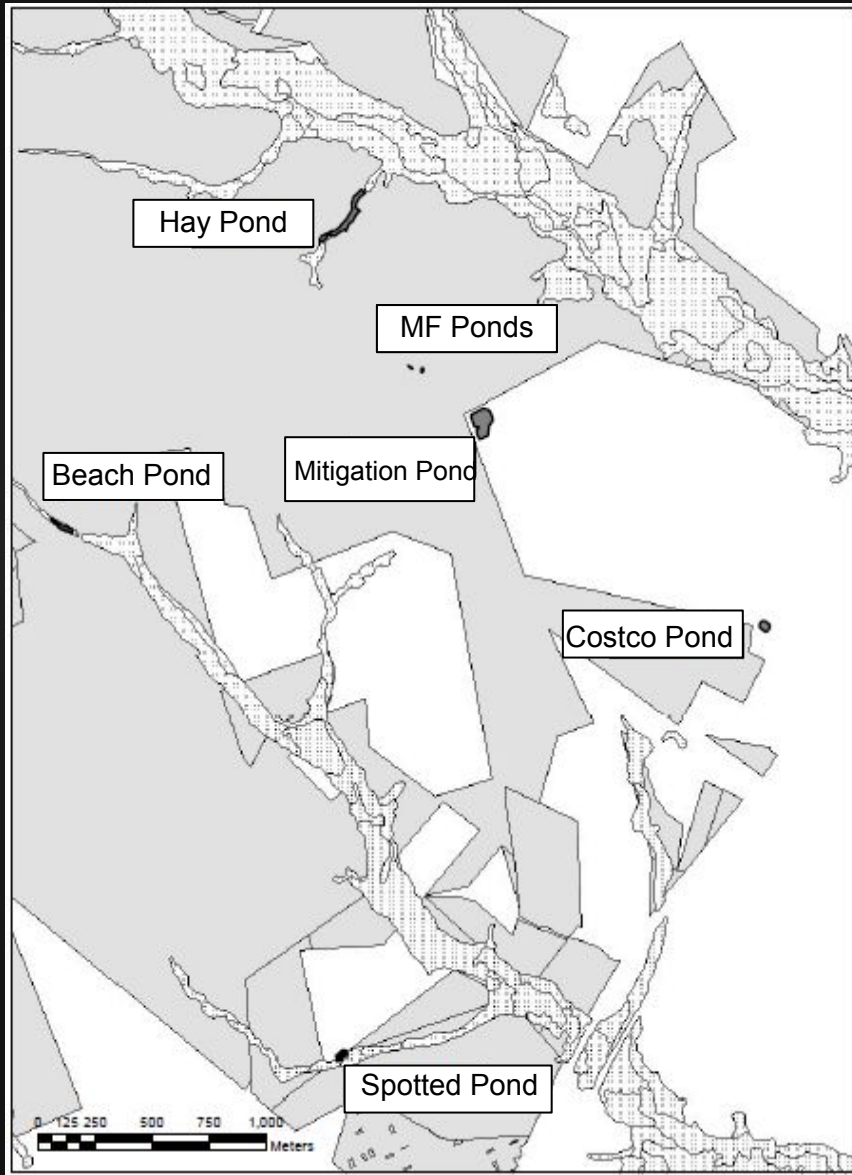 Hay Pond
MF Ponds
Beach Pond
Mitigation Pond
Costco Pond
Spotted Pond
0 125 250 500 750 1,000
Meters